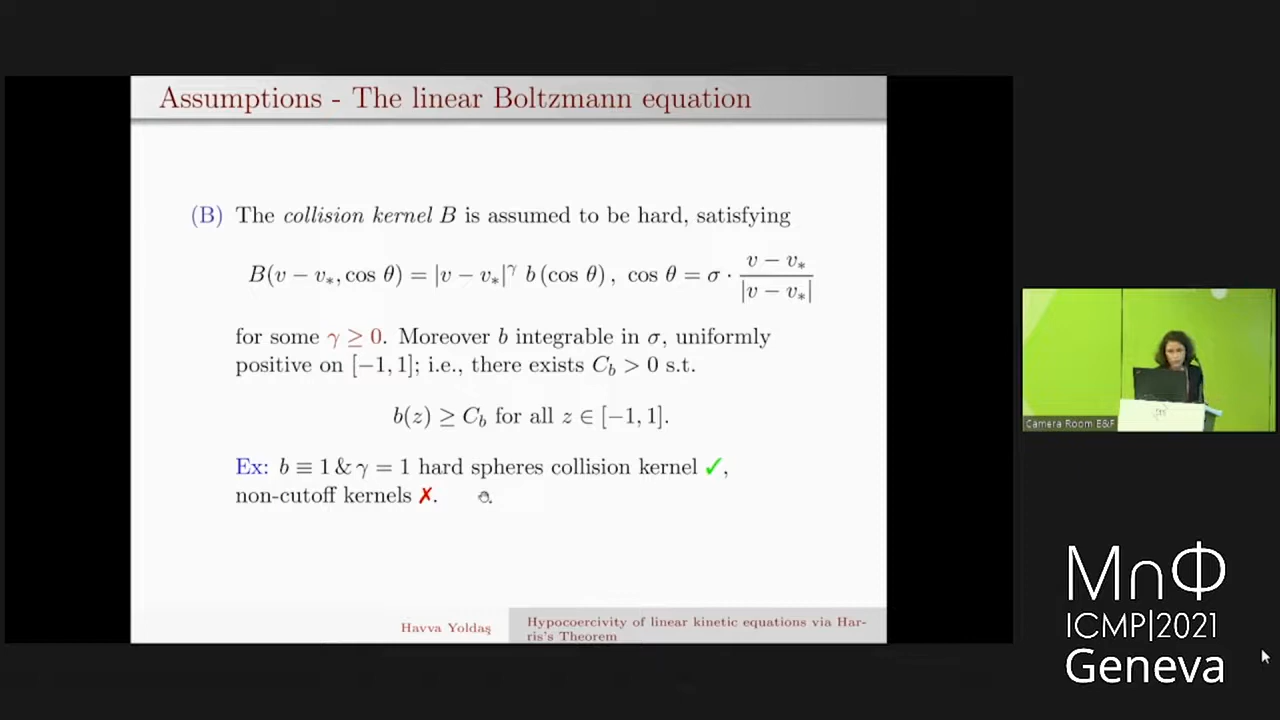 Assumptions - The linear Boltzmann equation
(B) The collision kernel B is assumed to be hard, satisfying
B(v − v_*, cos θ) = |v − v_*|^γ b (cos θ) , cos θ = σ · \frac{v − v_*}{|v − v_*|}
for some γ ≥ 0. Moreover b integrable in σ, uniformly
positive on [−1, 1]; i.e., there exists C_b > 0 s.t.
b(z) ≥ C_b for all z ∈ [−1, 1].
Ex: b ≡ 1 & γ = 1 hard spheres collision kernel ✓,
non-cutoff kernels ✗.
Havva Yoldaş
Hypocoercivity of linear kinetic equations via Har-
ris's Theorem
Camera Room E&F
M∩Φ
ICMP|2021
Geneva